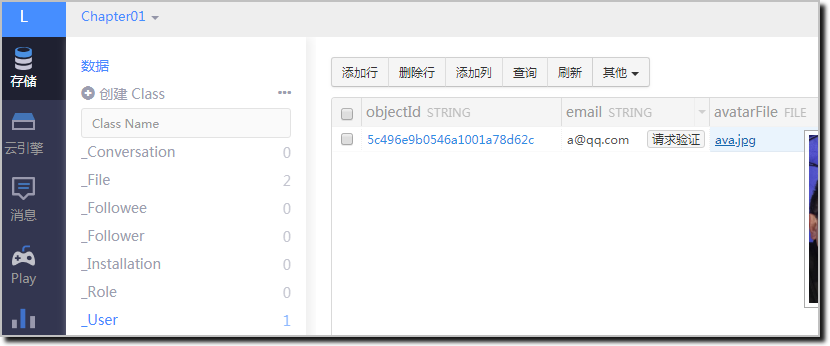 L
Chapter01
存储
云引擎
消息
Play
数据
创建 Class
Class Name
_Conversation 0
_File 2
_Followee 0
_Follower 0
_Installation 0
_Role 0
_User 1
添加行 删除行 添加列 查询 刷新 其他
objectId STRING email STRING avatarFile FILE
5c496e9b0546a1001a78d62c a@qq.com 请求验证 ava.jpg